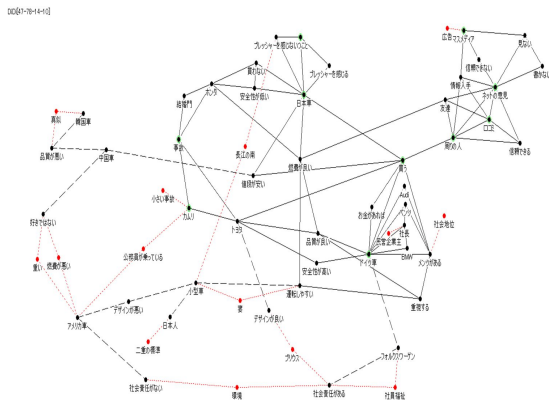 DID[47-78-14-10]
広告
マスメディア
見ない
プレッシャーを感じないこと
買わない
プレッシャーを感じる
信頼できない
働かない
情報入手
ネットの意見
ホンダ
安全性が低い
日本車
結婚門
友達
真似
韓国車
口コミ
事故
長江の南
周りの人
信頼できる
品質が悪い
中国車
燃費が良い
買う
値段が安い
小さい事故
Audi
お金があれば
ベンツ
社会地位
カムリ
好きではない
トヨタ
社長
品質が良い
民営企業主
公務員が乗っている
ドイツ車
BMW
メンツがある
重い
燃費が悪い
安全性が高い
小型車
運転しやすい
デザインが悪い
妻
重視する
アメリカ車
日本人
デザインが良い
二重の標準
プリウス
フォルクスワーゲン
社会責任がない
環境
社会責任がある
社員福祉